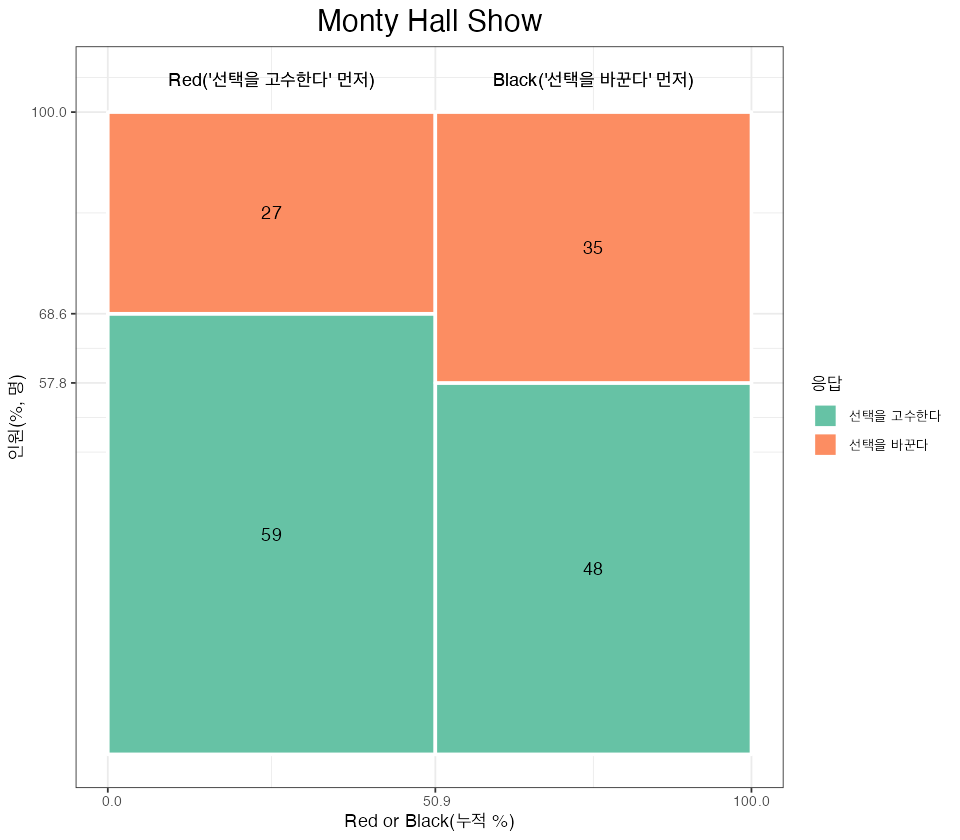 Monty Hall Show
Red('선택을 고수한다' 먼저)
Black('선택을 바꾼다' 먼저)
100.0
68.6
57.8
27
35
59
48
인원(%, 명)
응답
선택을 고수한다
선택을 바꾼다
0.0
50.9
100.0
Red or Black(누적 %)